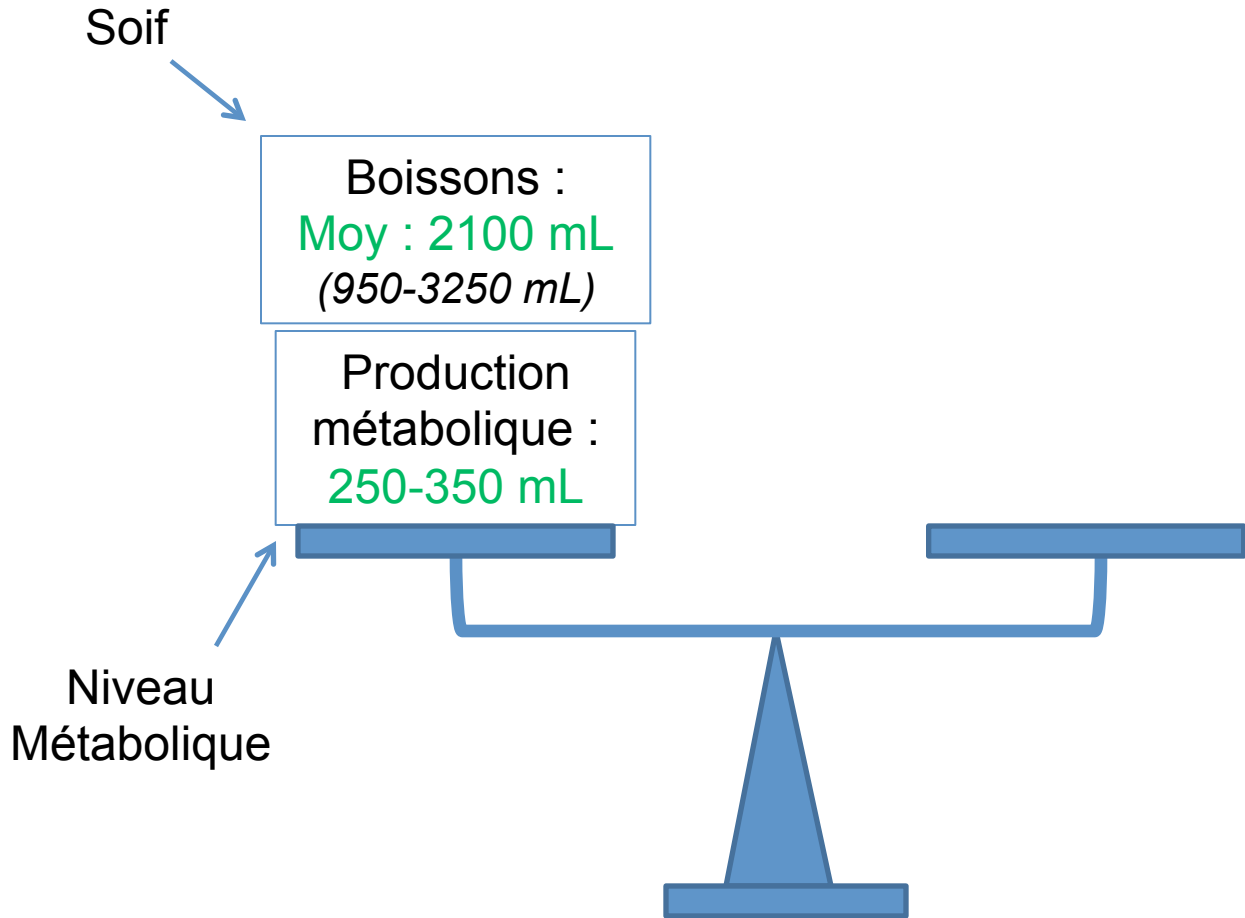 Soif
Boissons :
Moy : 2100 mL
(950-3250 mL)
Production
métabolique :
250-350 mL
Niveau
Métabolique